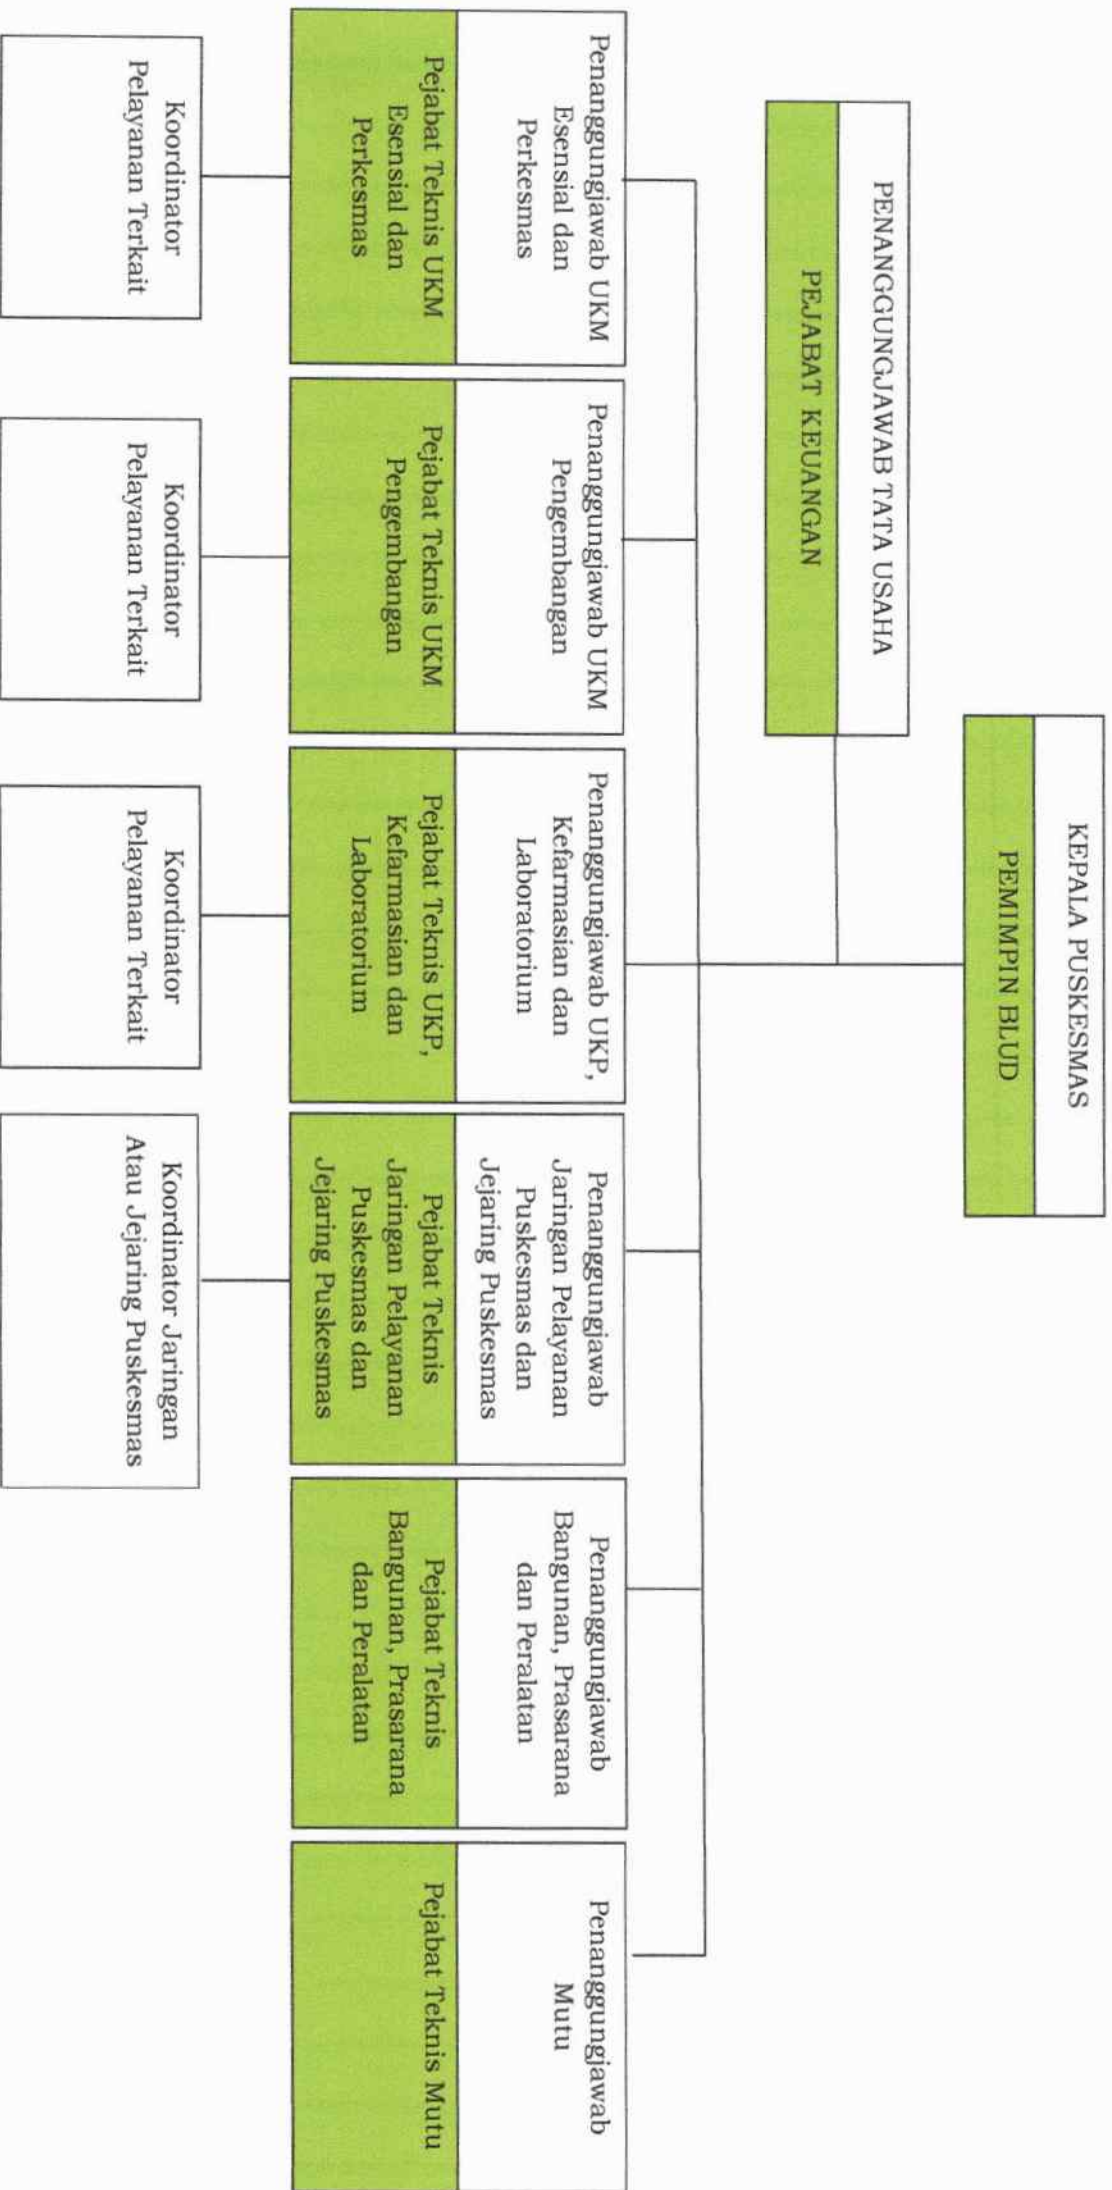 KEPALA PUSKESMAS
PEMIMPIN BLUD
PENANGGUNGJAWAB TATA USAHA
PEJABAT KEUANGAN
Penanggungjawab UKM
Esensial dan
Perkesmas
Pejabat Teknis UKM
Esensial dan
Perkesmas
Koordinator
Pelayanan Terkait
Penanggungjawab UKM
Pengembangan
Pejabat Teknis UKM
Pengembangan
Koordinator
Pelayanan Terkait
Penanggungjawab UKP,
Kefarmasian dan
Laboratorium
Pejabat Teknis UKP,
Kefarmasian dan
Laboratorium
Koordinator
Pelayanan Terkait
Penanggungjawab
Jaringan Pelayanan
Puskesmas dan
Jejaring Puskesmas
Pejabat Teknis
Jaringan Pelayanan
Puskesmas dan
Jejaring Puskesmas
Koordinator Jaringan
Atau Jejaring Puskesmas
Penanggungjawab
Bangunan, Prasarana
dan Peralatan
Pejabat Teknis
Bangunan, Prasarana
dan Peralatan
Penanggungjawab
Mutu
Pejabat Teknis Mutu